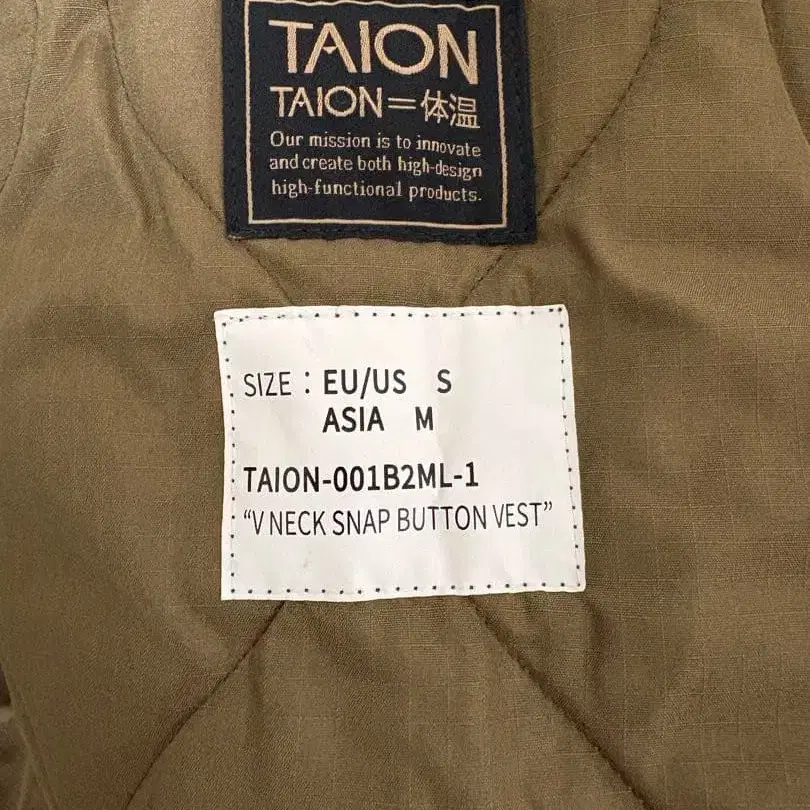 TAION
TAION=体温
Our mission is to innovate
and create both high-design
high-functional products.
SIZE : EU/US S
ASIA M
TAION-001B2ML-1
“V NECK SNAP BUTTON VEST”